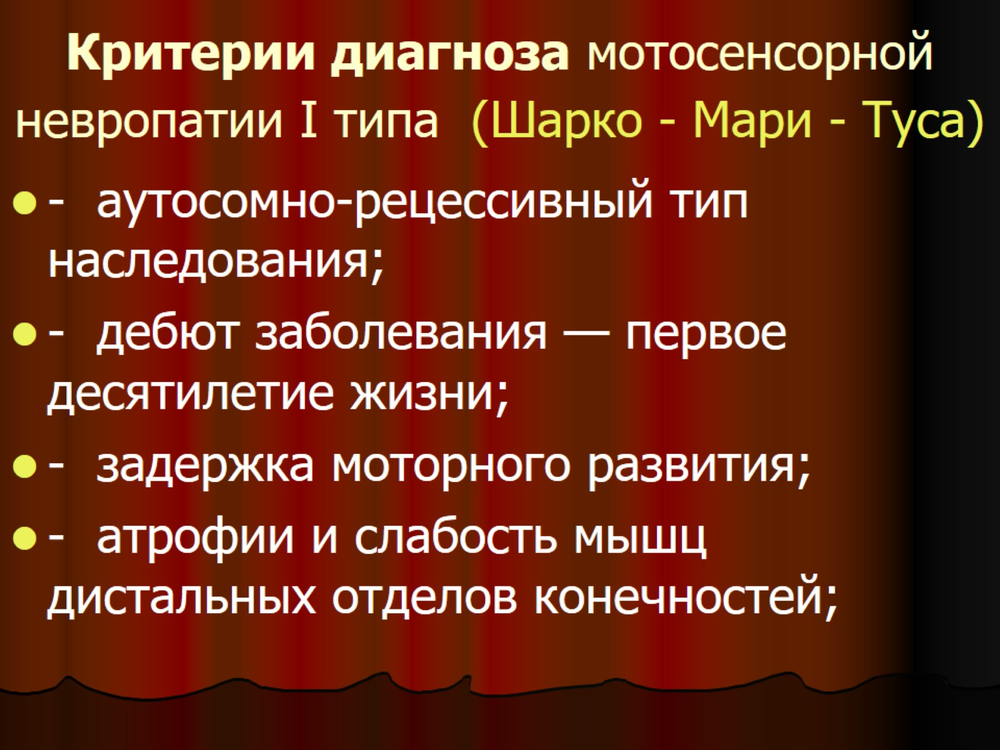 Критерии диагноза мотосенсорной
невропатии I типа (Шарко - Мари - Туса)
- аутосомно-рецессивный тип
наследования;
- дебют заболевания — первое
десятилетие жизни;
- задержка моторного развития;
- атрофии и слабость мышц
дистальных отделов конечностей;